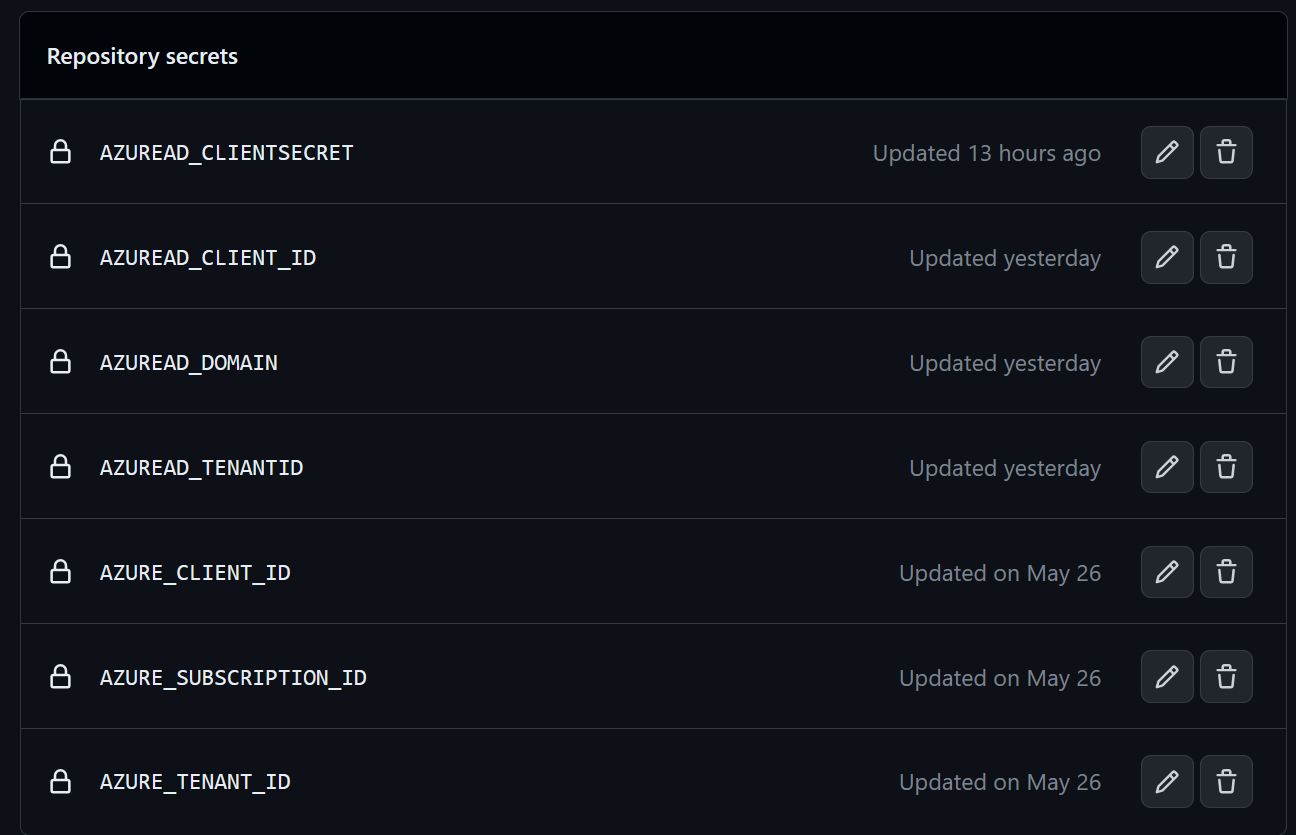 Repository secrets
AZUREAD_CLIENTSECRET Updated 13 hours ago
AZUREAD_CLIENT_ID Updated yesterday
AZUREAD_DOMAIN Updated yesterday
AZUREAD_TENANTID Updated yesterday
AZURE_CLIENT_ID Updated on May 26
AZURE_SUBSCRIPTION_ID Updated on May 26
AZURE_TENANT_ID Updated on May 26